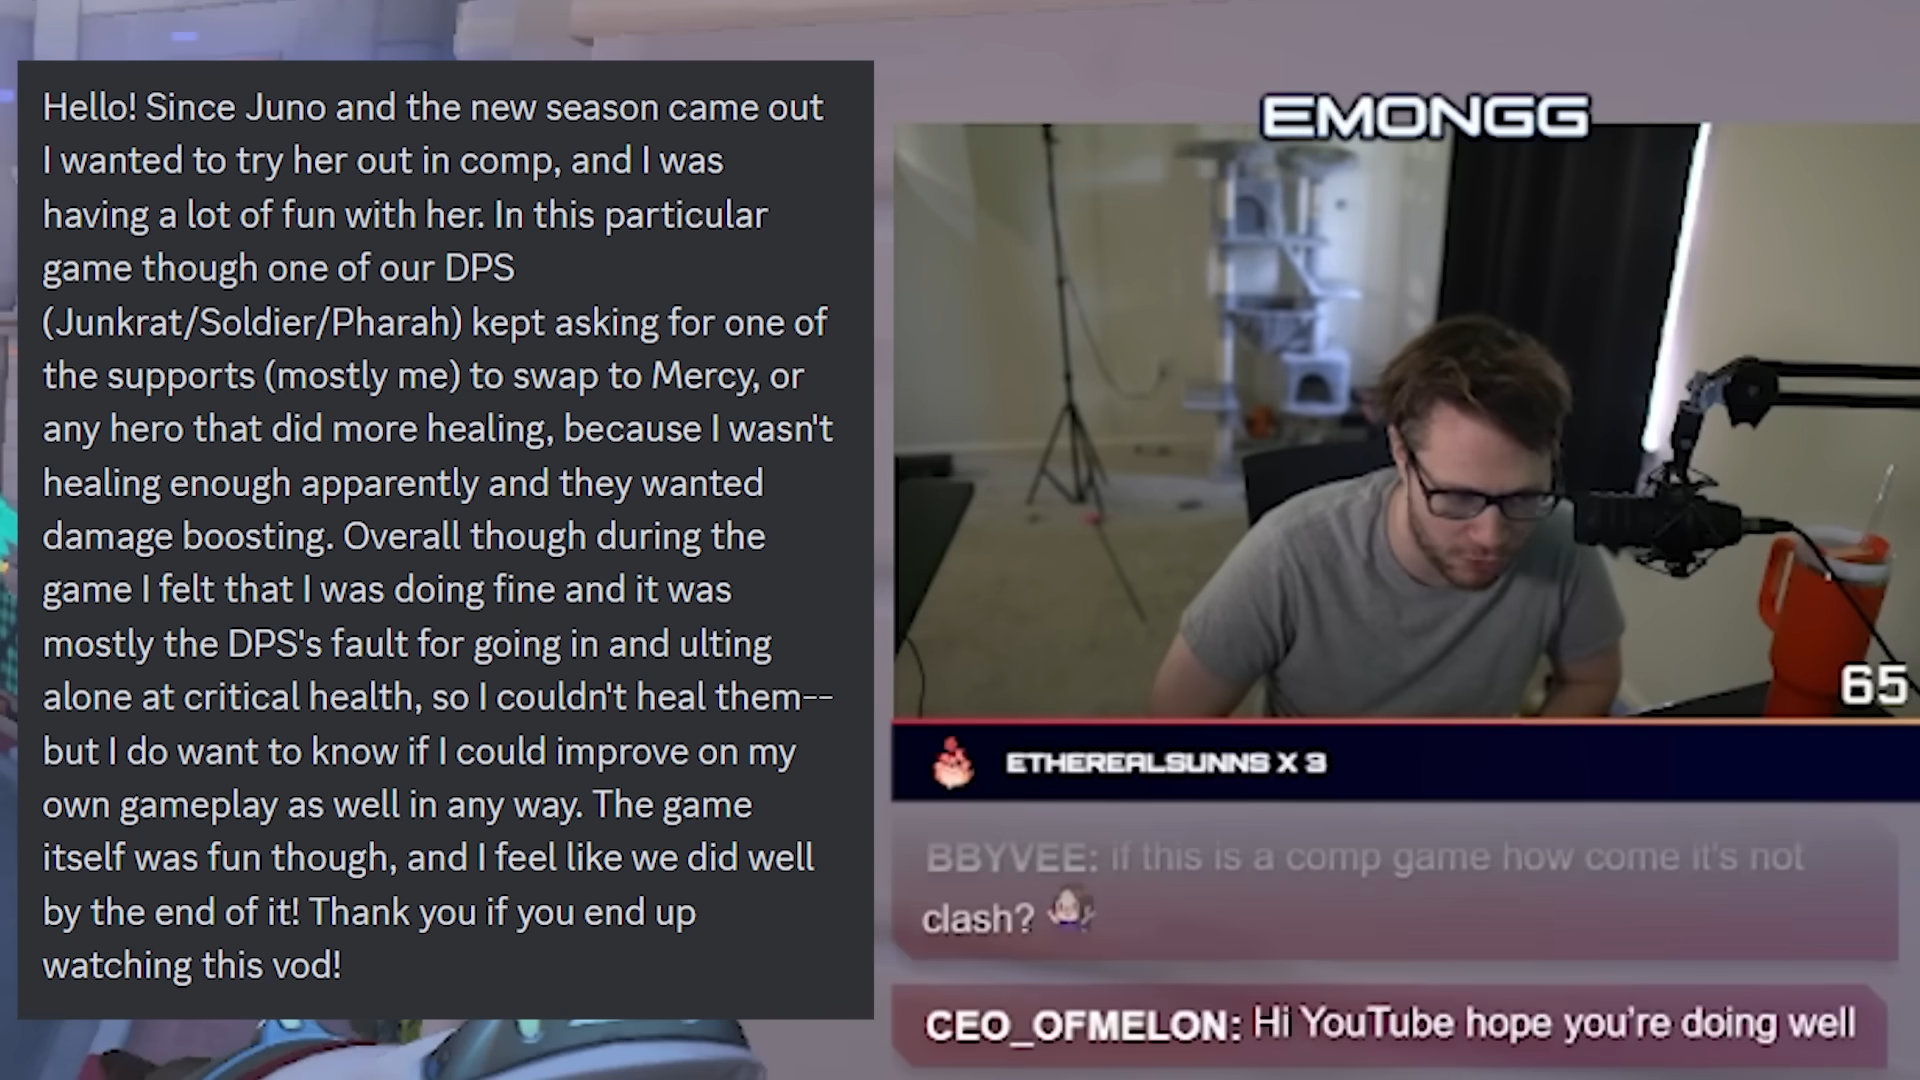 Hello! Since Juno and the new season came out
I wanted to try her out in comp, and I was
having a lot of fun with her. In this particular
game though one of our DPS
(Junkrat/Soldier/Pharah) kept asking for one of
the supports (mostly me) to swap to Mercy, or
any hero that did more healing, because I wasn't
healing enough apparently and they wanted
damage boosting. Overall though during the
game I felt that I was doing fine and it was
mostly the DPS's fault for going in and ulting
alone at critical health, so I couldn't heal them--
but I do want to know if I could improve on my
own gameplay as well in any way. The game
itself was fun though, and I feel like we did well
by the end of it! Thank you if you end up
watching this vod!
EMONGG
65
ETHEREALSUNNS X 3
BBYVEE: if this is a comp game how come it's not
clash?
CEO_OFMELON: Hi YouTube hope you're doing well